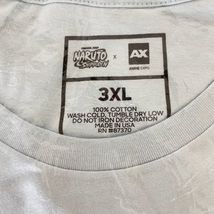 NARUTO
SHIPPUDEN
X
AX
ANIME EXPO
3XL
100% COTTON
WASH COLD, TUMBLE DRY LOW
DO NOT IRON DECORATION
MADE IN USA
RN #87370